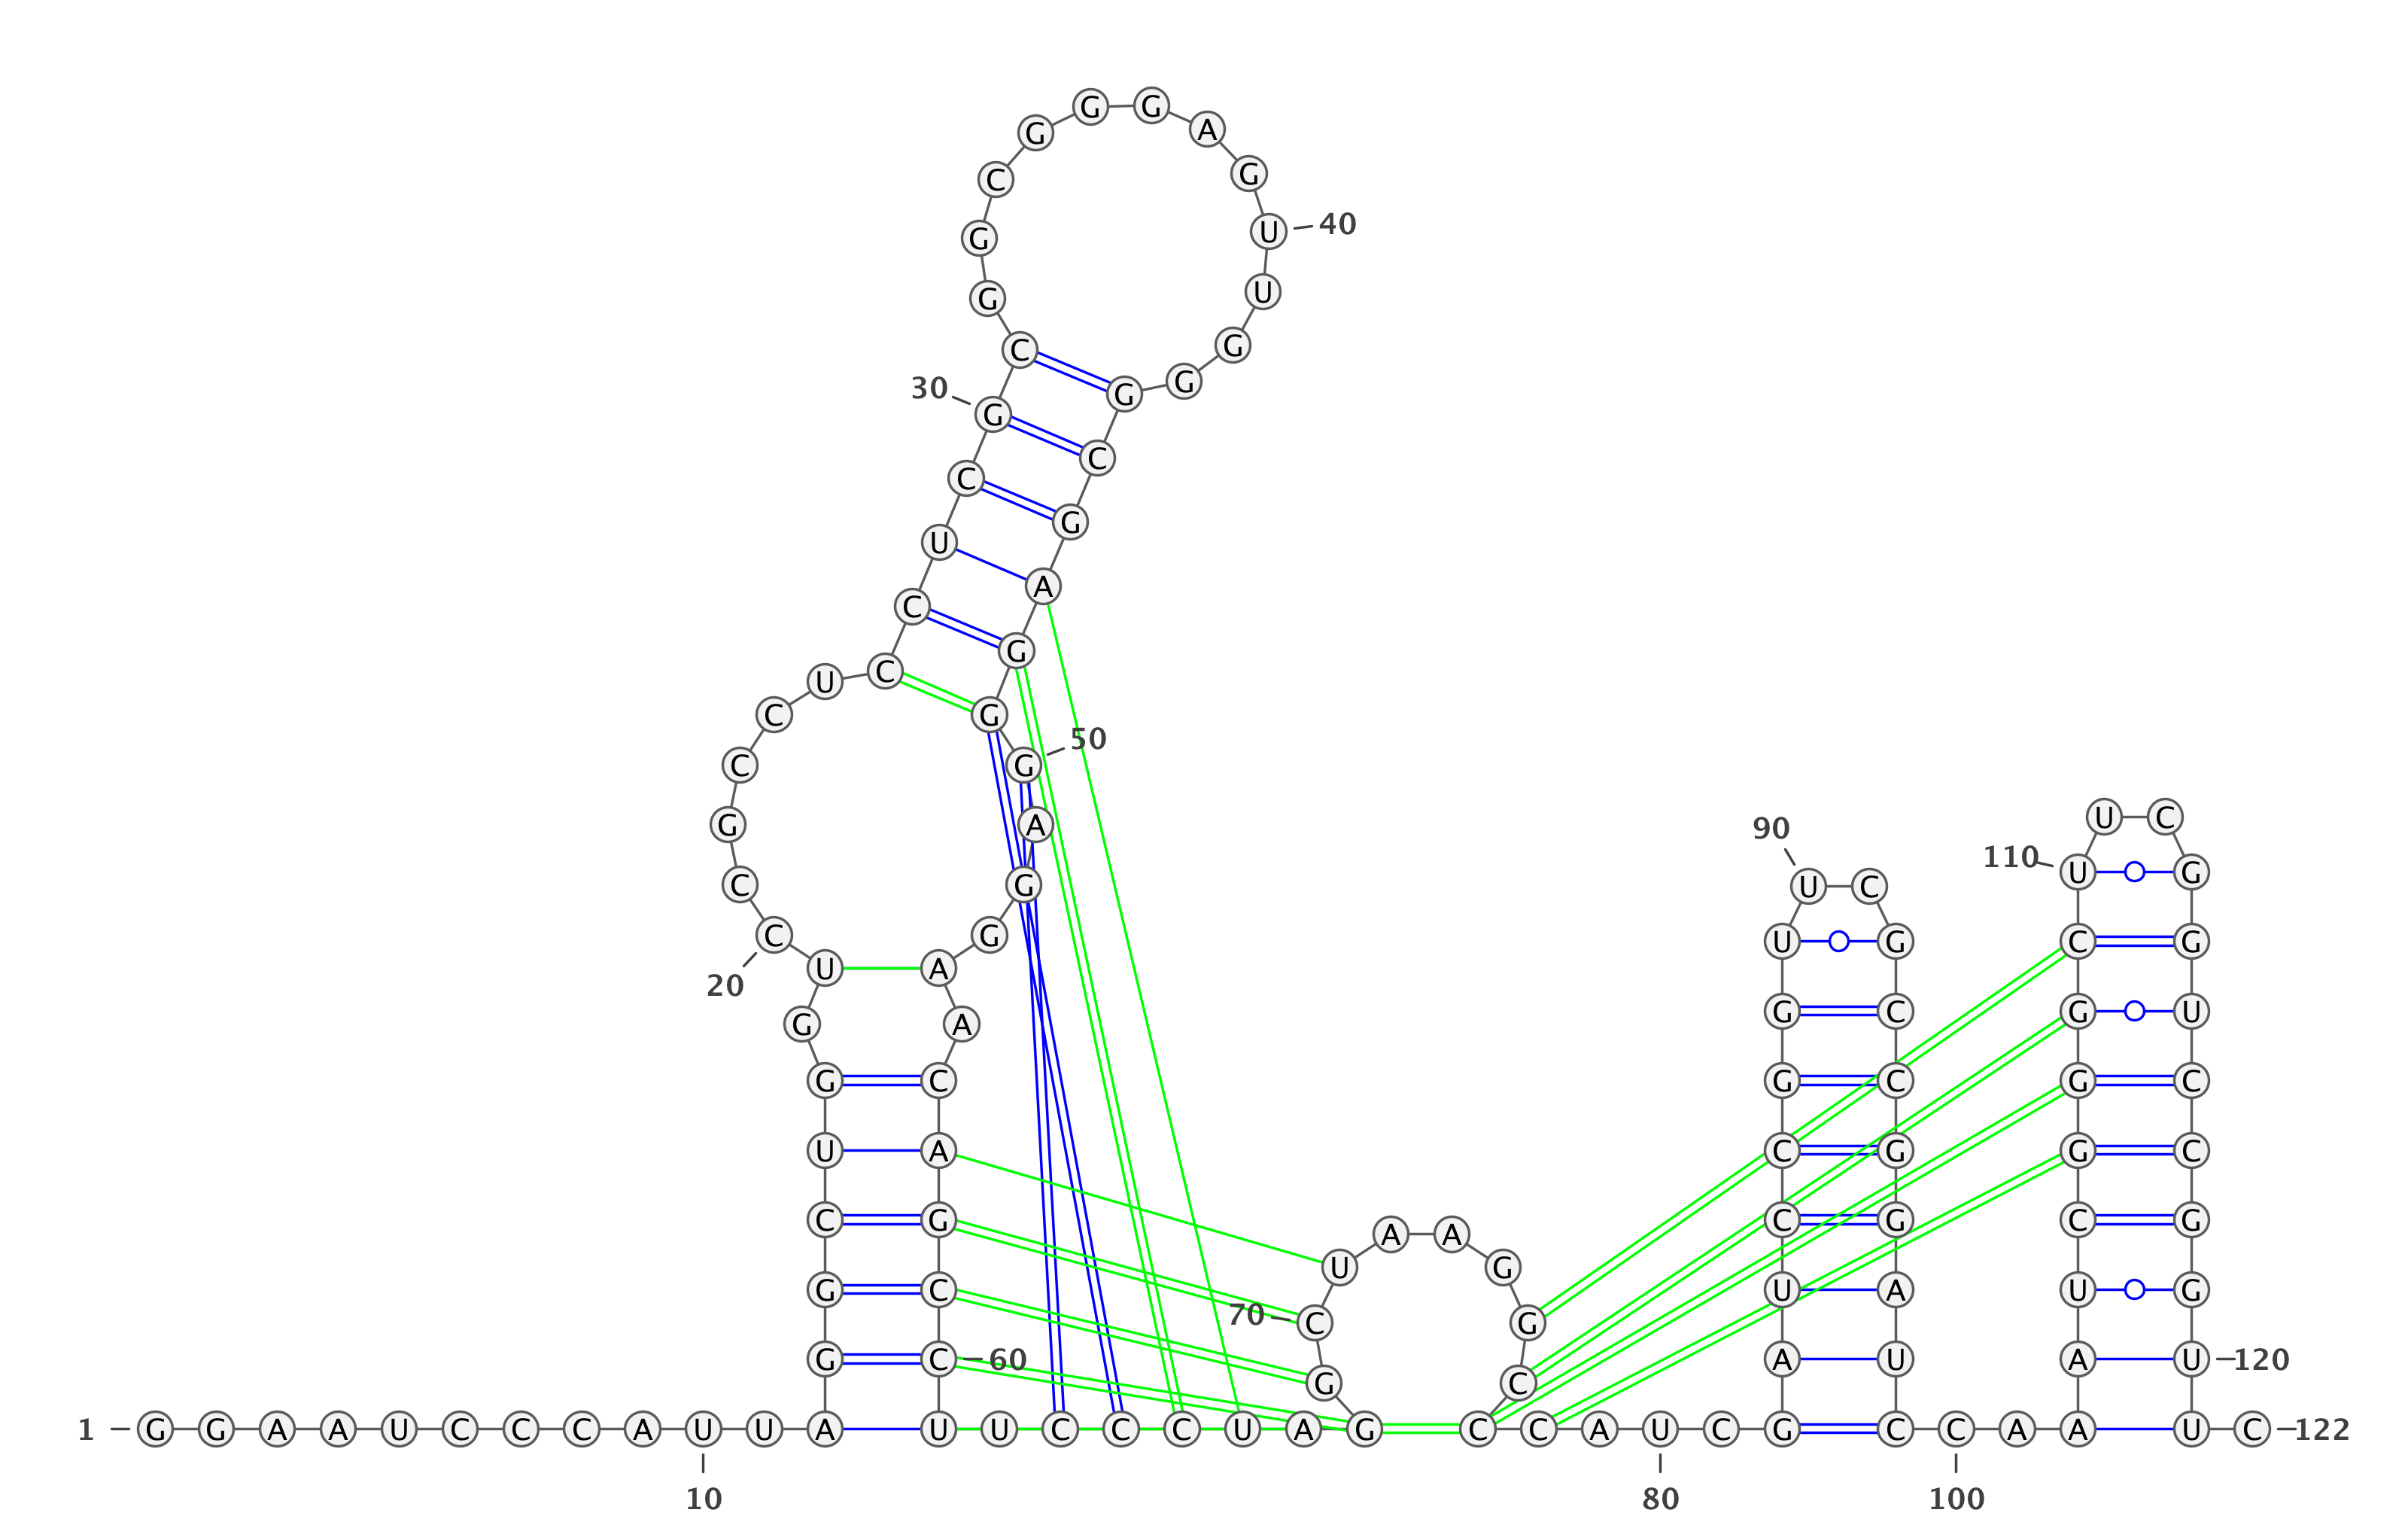 G G
G A
C G
G U 40
G U
C G G
30 G G
C C
U G
C A
U C G
C G
50
C G
U C
G A 90
110 U G
C G U C
C G U G C G
U A
20
G A G C G U
G C G C G C
U A C G G C
C G C G C G
A A
U G
G C U A U G
70 C G
G C 60 A U A U 120
G C
1 G G A A U C C C A U U A U U C C C U A G C C A U C G C C A A U C 122
10 80 100